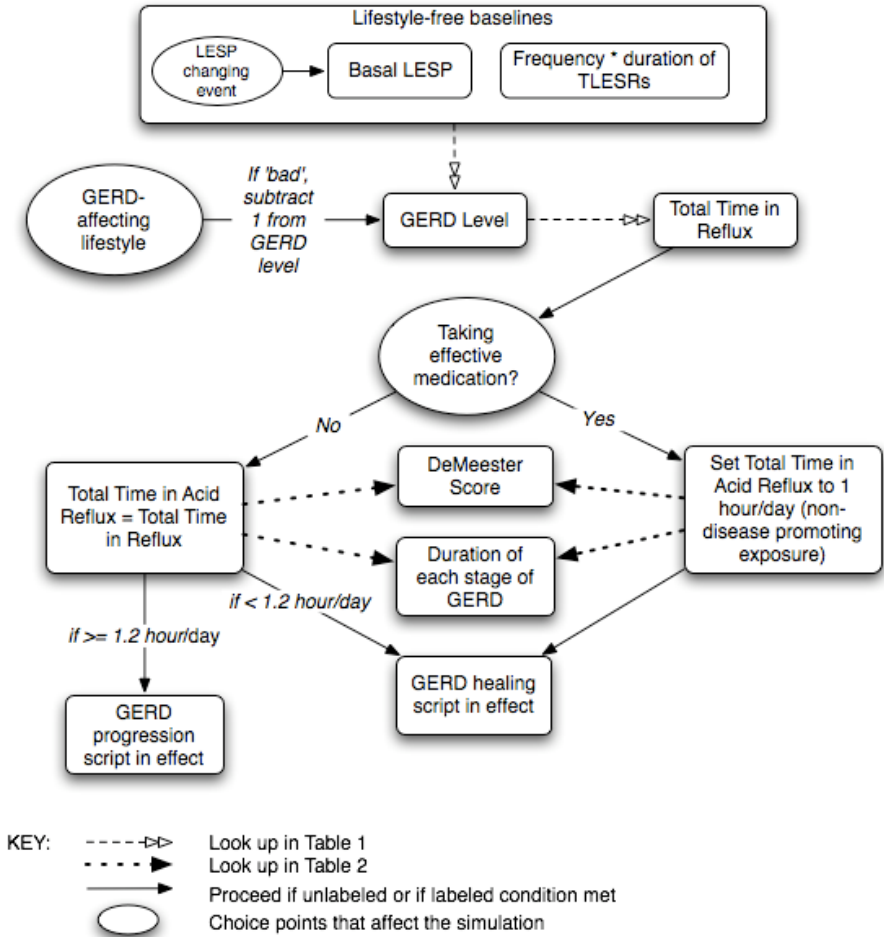 Lifestyle-free baselines
LESP
changing
event
Basal LESP
Frequency * duration of
TLESRs
GERD-
affecting
lifestyle
If 'bad',
subtract
1 from
GERD
level
GERD Level
Total Time in
Reflux
Taking
effective
medication?
No
Yes
Total Time in Acid
Reflux = Total Time
in Reflux
DeMeester
Score
Set Total Time in
Acid Reflux to 1
hour/day (non-
disease promoting
exposure)
Duration of
each stage of
GERD
if < 1.2 hour/day
if >= 1.2 hour/day
GERD healing
script in effect
GERD
progression
script in effect
KEY:
Look up in Table 1
Look up in Table 2
Proceed if unlabeled or if labeled condition met
Choice points that affect the simulation